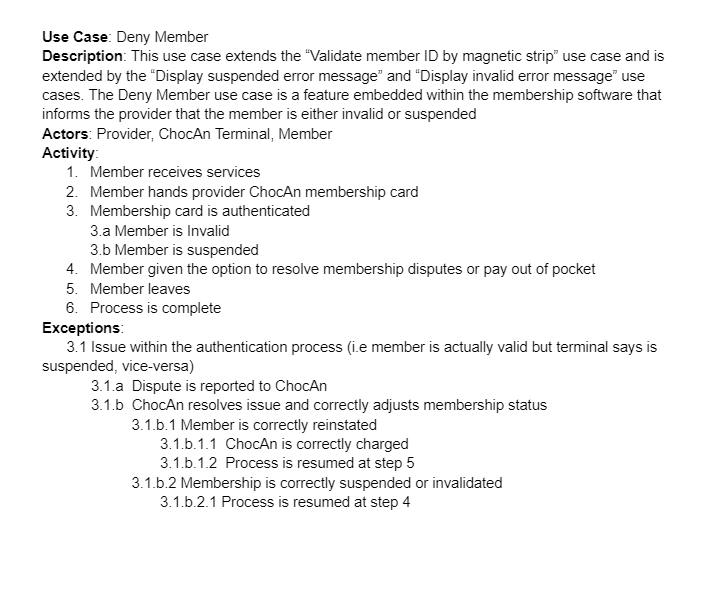 Use Case: Deny Member
Description: This use case extends the “Validate member ID by magnetic strip” use case and is
extended by the “Display suspended error message” and “Display invalid error message” use
cases. The Deny Member use case is a feature embedded within the membership software that
informs the provider that the member is either invalid or suspended
Actors: Provider, ChocAn Terminal, Member
Activity:
1. Member receives services
2. Member hands provider ChocAn membership card
3. Membership card is authenticated
3.a Member is Invalid
3.b Member is suspended
4. Member given the option to resolve membership disputes or pay out of pocket
5. Member leaves
6. Process is complete
Exceptions:
3.1 Issue within the authentication process (i.e member is actually valid but terminal says is
suspended, vice-versa)
3.1.a Dispute is reported to ChocAn
3.1.b ChocAn resolves issue and correctly adjusts membership status
3.1.b.1 Member is correctly reinstated
3.1.b.1.1 ChocAn is correctly charged
3.1.b.1.2 Process is resumed at step 5
3.1.b.2 Membership is correctly suspended or invalidated
3.1.b.2.1 Process is resumed at step 4